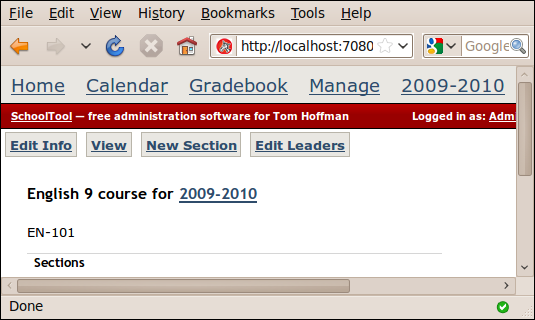 File Edit View History Bookmarks Tools Help
http://localhost:7080 Google
Home Calendar Gradebook Manage 2009-2010
SchoolTool — free administration software for Tom Hoffman Logged in as: Adm
Edit Info View New Section Edit Leaders
English 9 course for 2009-2010
EN-101
Sections
Done